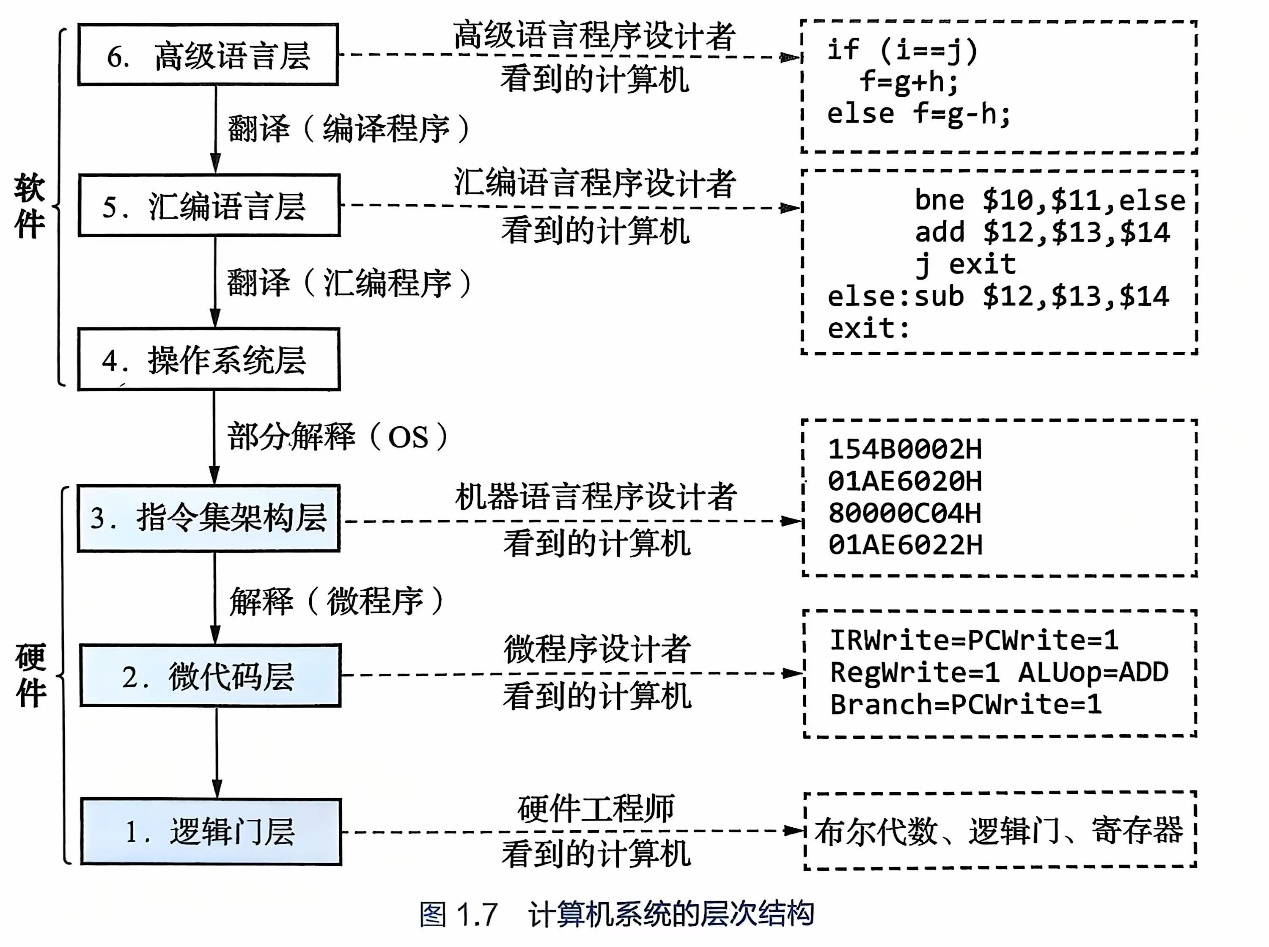 6. 高级语言层
高级语言程序设计者
看到的计算机
if (i==j)
f=g+h;
else f=g-h;
翻译（编译程序）
软件
5. 汇编语言层
汇编语言程序设计者
看到的计算机
bne $10,$11,else
add $12,$13,$14
j exit
else:sub $12,$13,$14
exit:
翻译（汇编程序）
4. 操作系统层
部分解释（OS）
3. 指令集架构层
机器语言程序设计者
看到的计算机
154B0002H
01AE6020H
80000C04H
01AE6022H
解释（微程序）
硬件
2. 微代码层
微程序设计者
看到的计算机
IRWrite=PCWrite=1
RegWrite=1 ALUop=ADD
Branch=PCWrite=1
1. 逻辑门层
硬件工程师
看到的计算机
布尔代数、逻辑门、寄存器
图 1.7 计算机系统的层次结构